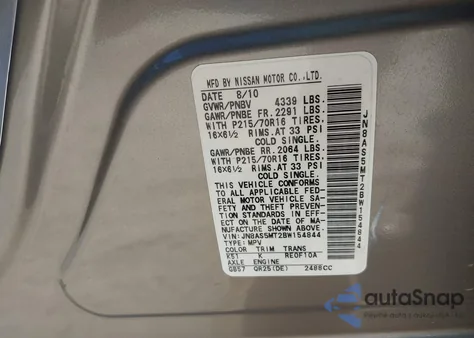 MFD BY NISSAN MOTOR CO.,LTD.
DATE 8/10
GVWR/PNBV 4339 LBS.
GAWR/PNBE FR. 2291 LBS.
WITH P215/70R16 TIRES.
16X6½ RIMS. AT 33 PSI
COLD SINGLE.
GAWR/PNBE RR. 2064 LBS.
WITH P215/70R16 TIRES.
16X6½ RIMS. AT 33 PSI
COLD SINGLE.
THIS VEHICLE CONFORMS
TO ALL APPLICABLE FED-
ERAL MOTOR VEHICLE SA-
FETY AND THEFT PREVEN-
TION STANDARDS IN EFF-
ECT ON THE DATE OF MA-
NUFACTURE SHOWN ABOVE.
VIN:JN8AS5MT2BW154844
TYPE:MPV
COLOR TRIM TRANS
K51 K RE0F10A
AXLE ENGINE
GB57 QR25(DE) 2488CC
JN8AS5MT2BW154844
autaSnap